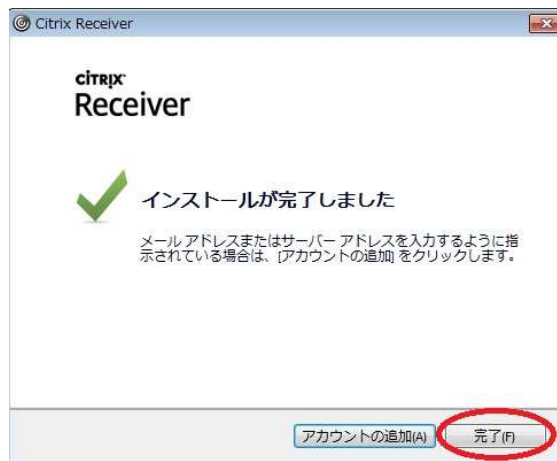 Citrix Receiver
CİTRIX
Receiver
インストールが完了しました
メール アドレスまたはサーバー アドレスを入力するように指
示されている場合は、[アカウントの追加] をクリックします。
アカウントの追加(A)
完了(F)